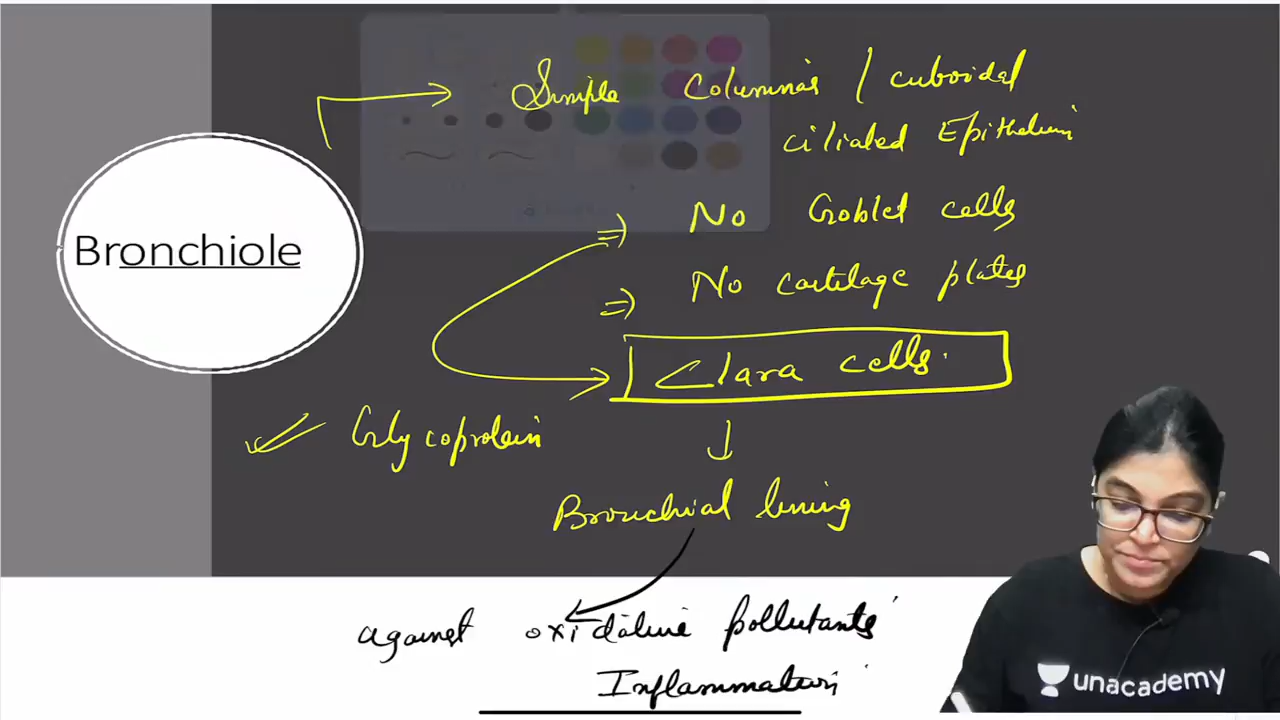 Simple Columnar / cuboidal
ciliated Epithelium
Bronchiole
⇒ No Goblet cells
⇒ No cartilage plates
Clara cells
✓ Glycoprotein
Bronchial lining
against oxidative pollutants
Inflammation
unacademy